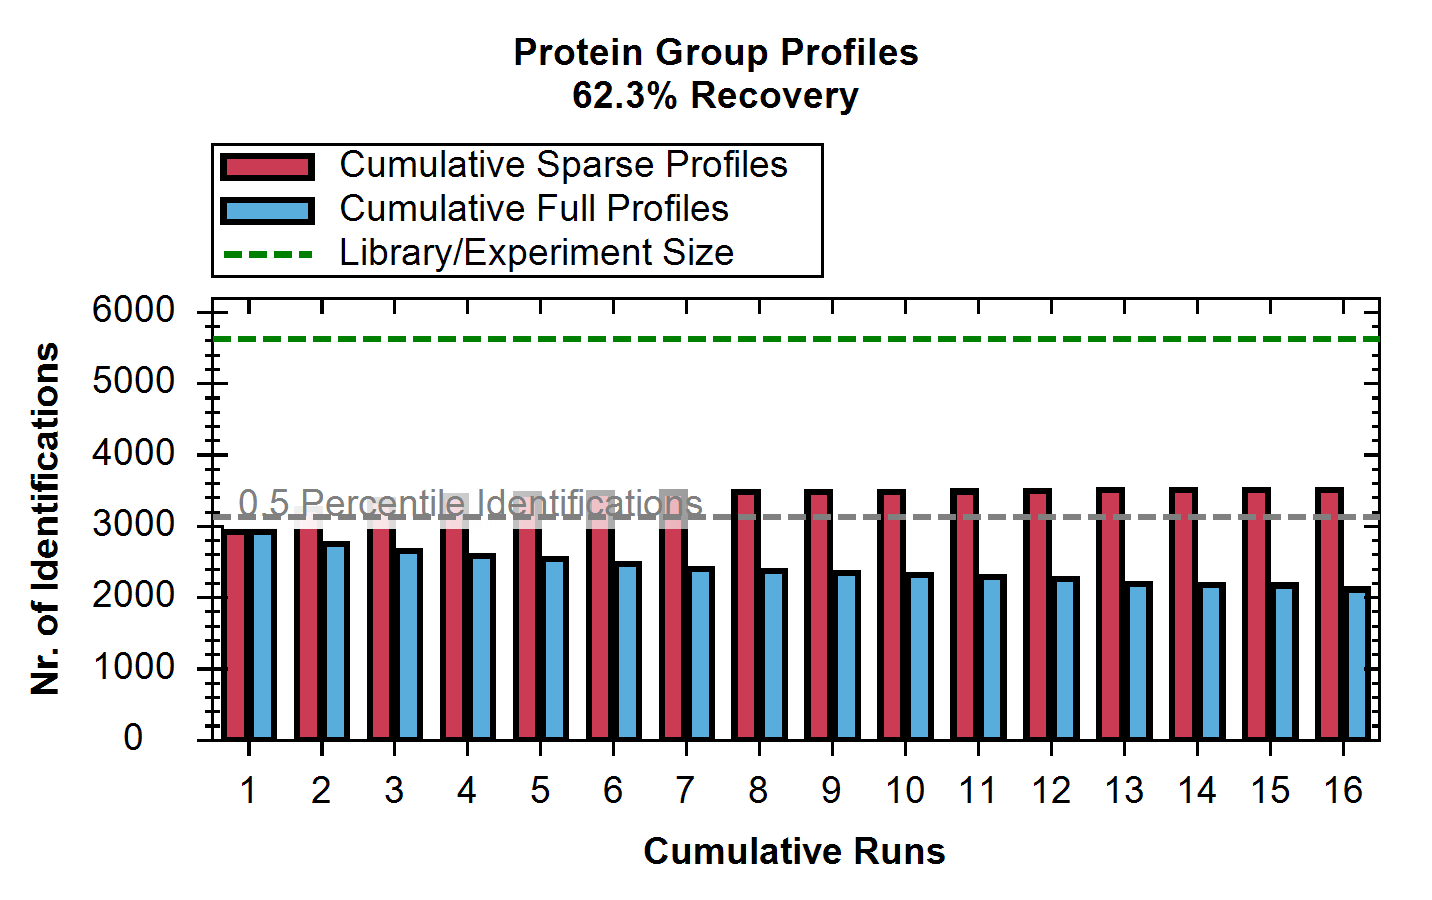 Protein Group Profiles
62.3% Recovery
Cumulative Sparse Profiles
Cumulative Full Profiles
Library/Experiment Size
Nr. of Identifications
6000
5000
4000
3000
2000
1000
0
0.5 Percentile Identifications
1 2 3 4 5 6 7 8 9 10 11 12 13 14 15 16
Cumulative Runs